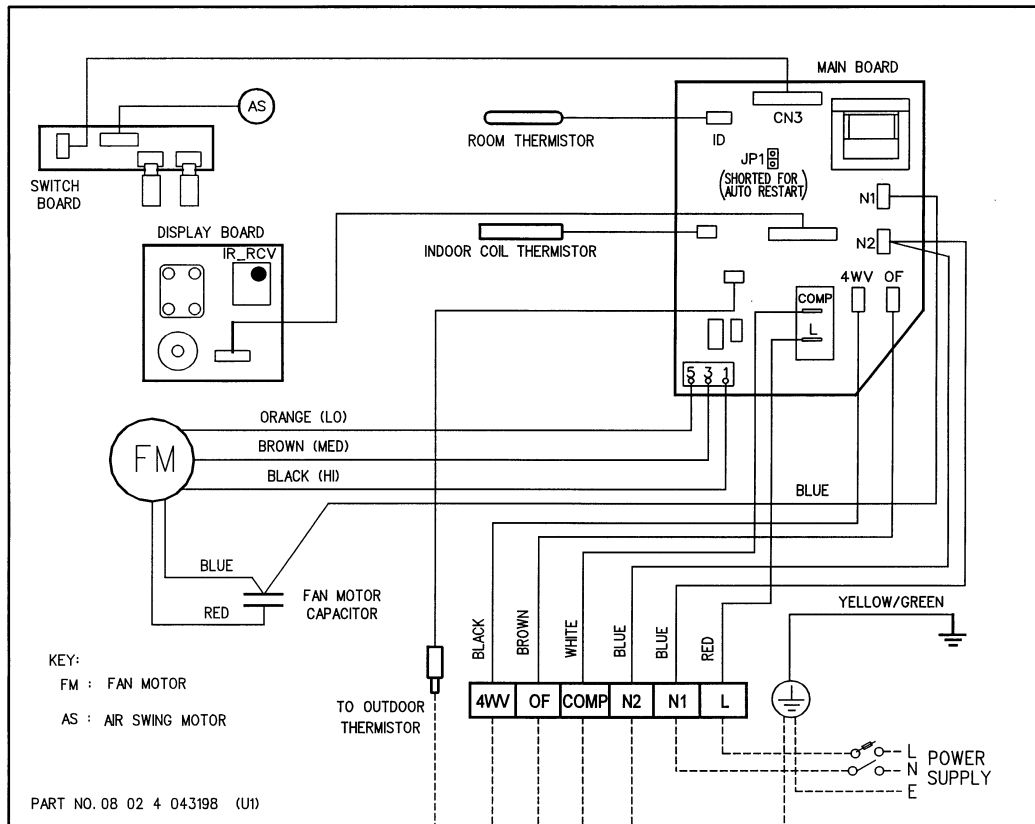 MAIN BOARD
AS
CN3
ROOM THERMISTOR
ID
JP1
(SHORTED FOR
AUTO RESTART)
SWITCH
BOARD
N1
DISPLAY BOARD
IR_RCV
INDOOR COIL THERMISTOR
N2
4WV OF
COMP
L
5 3 1
ORANGE (LO)
FM
BROWN (MED)
BLACK (HI)
BLUE
BLUE
FAN MOTOR
CAPACITOR
RED
YELLOW/GREEN
BLACK
BROWN
WHITE
BLUE
BLUE
RED
KEY:
FM : FAN MOTOR
AS : AIR SWING MOTOR
TO OUTDOOR
THERMISTOR
4WV OF COMP N2 N1 L
L
N
E
POWER
SUPPLY
PART NO. 08 02 4 043198 (U1)